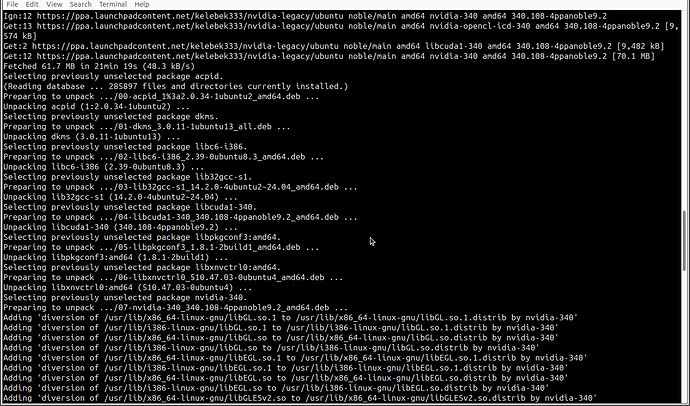 File Edit View Search Terminal Help
Ign:12 https://ppa.launchpadcontent.net/kelebek333/nvidia-legacy/ubuntu noble/main amd64 nvidia-340 amd64 340.108-4ppanoble9.2
Get:13 https://ppa.launchpadcontent.net/kelebek333/nvidia-legacy/ubuntu noble/main amd64 nvidia-opencl-icd-340 amd64 340.108-4ppanoble9.2 [9,
574 kB]
Get:2 https://ppa.launchpadcontent.net/kelebek333/nvidia-legacy/ubuntu noble/main amd64 libcuda1-340 amd64 340.108-4ppanoble9.2 [9,482 kB]
Get:12 https://ppa.launchpadcontent.net/kelebek333/nvidia-legacy/ubuntu noble/main amd64 nvidia-340 amd64 340.108-4ppanoble9.2 [70.1 MB]
Fetched 61.7 MB in 21min 19s (48.3 kB/s)
Selecting previously unselected package acpid.
(Reading database ... 285897 files and directories currently installed.)
Preparing to unpack .../00-acpid_1%3a2.0.34-1ubuntu2_amd64.deb ...
Unpacking acpid (1:2.0.34-1ubuntu2) ...
Selecting previously unselected package dkms.
Preparing to unpack .../01-dkms_3.0.11-1ubuntu13_all.deb ...
Unpacking dkms (3.0.11-1ubuntu13) ...
Selecting previously unselected package libc6-i386.
Preparing to unpack .../02-libc6-i386_2.39-0ubuntu8.3_amd64.deb ...
Unpacking libc6-i386 (2.39-0ubuntu8.3) ...
Selecting previously unselected package lib32gcc-s1.
Preparing to unpack .../03-lib32gcc-s1_14.2.0-4ubuntu2~24.04_amd64.deb ...
Unpacking lib32gcc-s1 (14.2.0-4ubuntu2~24.04) ...
Selecting previously unselected package libcuda1-340.
Preparing to unpack .../04-libcuda1-340_340.108-4ppanoble9.2_amd64.deb ...
Unpacking libcuda1-340 (340.108-4ppanoble9.2) ...
Selecting previously unselected package libpkgconf3:amd64.
Preparing to unpack .../05-libpkgconf3_1.8.1-2build1_amd64.deb ...
Unpacking libpkgconf3:amd64 (1.8.1-2build1) ...
Selecting previously unselected package libxnvctrl0:amd64.
Preparing to unpack .../06-libxnvctrl0_510.47.03-0ubuntu4_amd64.deb ...
Unpacking libxnvctrl0:amd64 (510.47.03-0ubuntu4) ...
Selecting previously unselected package nvidia-340.
Preparing to unpack .../07-nvidia-340_340.108-4ppanoble9.2_amd64.deb ...
Adding 'diversion of /usr/lib/x86_64-linux-gnu/libGL.so.1 to /usr/lib/x86_64-linux-gnu/libGL.so.1.distrib by nvidia-340'
Adding 'diversion of /usr/lib/i386-linux-gnu/libGL.so.1 to /usr/lib/i386-linux-gnu/libGL.so.1.distrib by nvidia-340'
Adding 'diversion of /usr/lib/x86_64-linux-gnu/libGL.so to /usr/lib/x86_64-linux-gnu/libGL.so.distrib by nvidia-340'
Adding 'diversion of /usr/lib/i386-linux-gnu/libGL.so to /usr/lib/i386-linux-gnu/libGL.so.distrib by nvidia-340'
Adding 'diversion of /usr/lib/x86_64-linux-gnu/libEGL.so.1 to /usr/lib/x86_64-linux-gnu/libEGL.so.1.distrib by nvidia-340'
Adding 'diversion of /usr/lib/i386-linux-gnu/libEGL.so.1 to /usr/lib/i386-linux-gnu/libEGL.so.1.distrib by nvidia-340'
Adding 'diversion of /usr/lib/x86_64-linux-gnu/libEGL.so to /usr/lib/x86_64-linux-gnu/libEGL.so.distrib by nvidia-340'
Adding 'diversion of /usr/lib/i386-linux-gnu/libEGL.so to /usr/lib/i386-linux-gnu/libEGL.so.distrib by nvidia-340'
Adding 'diversion of /usr/lib/x86_64-linux-gnu/libGLESv2.so to /usr/lib/x86_64-linux-gnu/libGLESv2.so.distrib by nvidia-340'